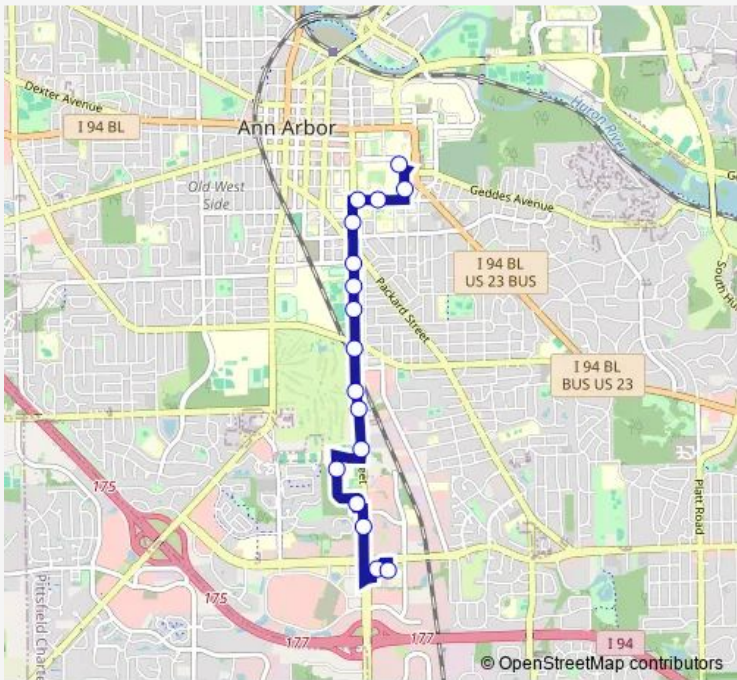 Dexter Avenue
I 94 BL
Ann Arbor
Huron River
Old West
Side
Geddes Avenue
I 94 BL
US 23 BUS
Packard Street
I 94 BL
BUS US 23
175
Platt Road
175
177
177
I 94
© OpenStreetMap contributors